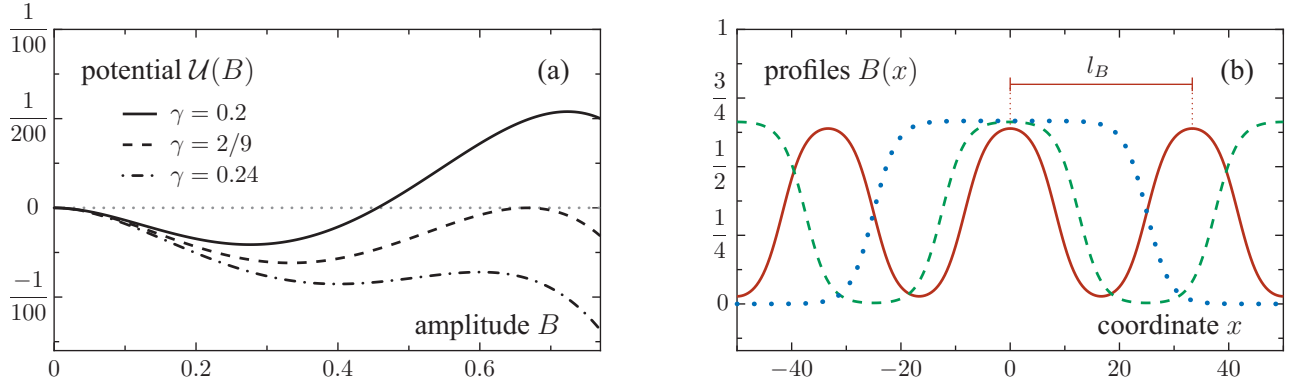 1/100
potential U(B)
(a)
γ = 0.2
1/200
γ = 2/9
γ = 0.24
0
−1/100
amplitude B
0 0.2 0.4 0.6
1
profiles B(x)
l_B
(b)
3/4
1/2
1/4
0
coordinate x
−40 −20 0 20 40